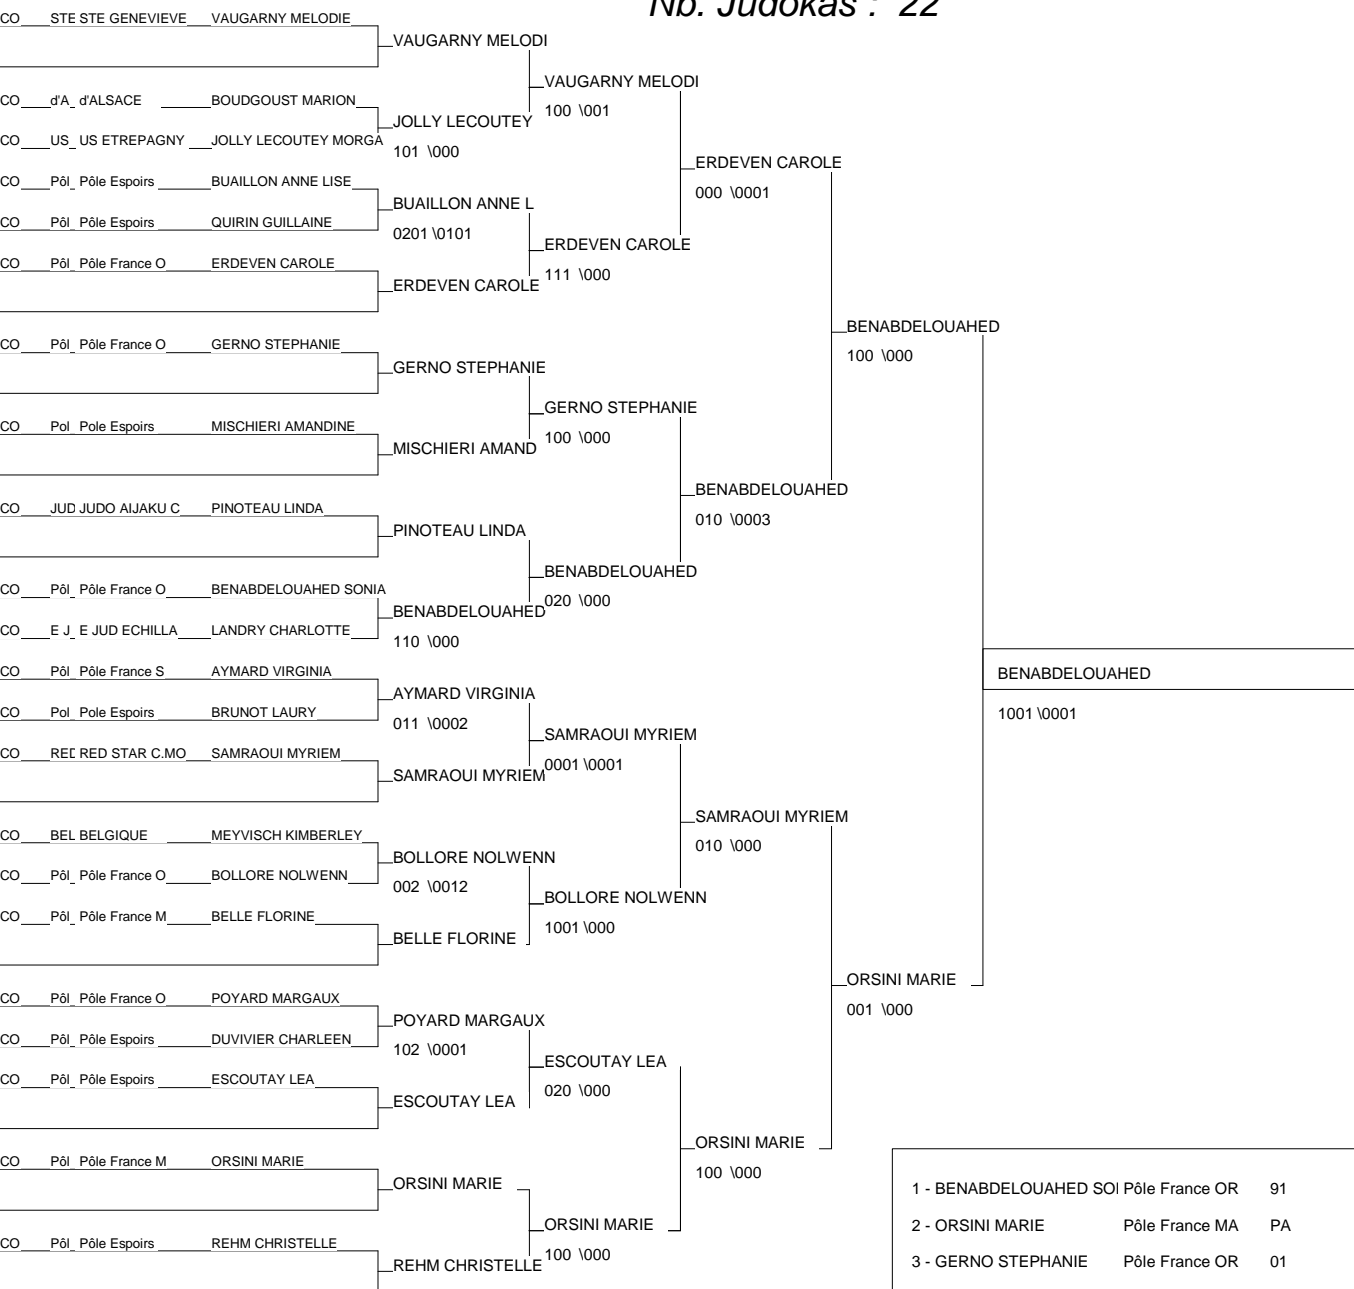 Nb. Judokas : 22
CO STE STE GENEVIEVE VAUGARNY MELODIE
VAUGARNY MELODI
VAUGARNY MELODI
100 \001
CO d'A d'ALSACE BOUDGOUST MARION
JOLLY LECOUTEY
101 \000
CO US US ETREPAGNY JOLLY LECOUTEY MORGA
ERDEVEN CAROLE
000 \0001
CO Pôl Pôle Espoirs BUAILLON ANNE LISE
BUAILLON ANNE L
0201 \0101
CO Pôl Pôle Espoirs QUIRIN GUILLAINE
ERDEVEN CAROLE
111 \000
CO Pôl Pôle France O ERDEVEN CAROLE
ERDEVEN CAROLE
BENABDELOUAHED
100 \000
CO Pôl Pôle France O GERNO STEPHANIE
GERNO STEPHANIE
GERNO STEPHANIE
100 \000
CO Pol Pole Espoirs MISCHIERI AMANDINE
MISCHIERI AMAND
BENABDELOUAHED
010 \0003
CO JUD JUDO AIJAKU C PINOTEAU LINDA
PINOTEAU LINDA
BENABDELOUAHED
020 \000
CO Pôl Pôle France O BENABDELOUAHED SONIA
BENABDELOUAHED
110 \000
CO E J E JUD ECHILLA LANDRY CHARLOTTE
CO Pôl Pôle France S AYMARD VIRGINIA
BENABDELOUAHED
1001 \0001
AYMARD VIRGINIA
011 \0002
CO Pol Pole Espoirs BRUNOT LAURY
SAMRAOUI MYRIEM
0001 \0001
CO RED RED STAR C.MO SAMRAOUI MYRIEM
SAMRAOUI MYRIEM
SAMRAOUI MYRIEM
010 \000
CO BEL BELGIQUE MEYVISCH KIMBERLEY
BOLLORE NOLWENN
002 \0012
CO Pôl Pôle France O BOLLORE NOLWENN
BOLLORE NOLWENN
1001 \000
CO Pôl Pôle France M BELLE FLORINE
BELLE FLORINE
ORSINI MARIE
001 \000
CO Pôl Pôle France O POYARD MARGAUX
POYARD MARGAUX
102 \0001
CO Pôl Pôle Espoirs DUVIVIER CHARLEEN
ESCOUTAY LEA
020 \000
CO Pôl Pôle Espoirs ESCOUTAY LEA
ESCOUTAY LEA
ORSINI MARIE
100 \000
CO Pôl Pôle France M ORSINI MARIE
ORSINI MARIE
ORSINI MARIE
100 \000
CO Pôl Pôle Espoirs REHM CHRISTELLE
REHM CHRISTELLE
1 - BENABDELOUAHED SOI Pôle France OR 91
2 - ORSINI MARIE Pôle France MA PA
3 - GERNO STEPHANIE Pôle France OR 01